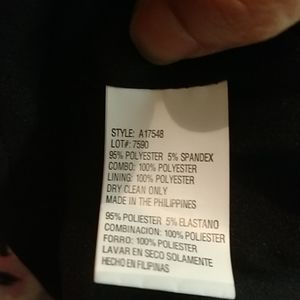 STYLE: A17548
LOT#: 7590
95% POLYESTER 5% SPANDEX
COMBO: 100% POLYESTER
LINING: 100% POLYESTER
DRY CLEAN ONLY
MADE IN THE PHILIPPINES
95% POLIESTER 5% ELASTANO
COMBINACION: 100% POLIESTER
FORRO: 100% POLIESTER
LAVAR EN SECO SOLAMENTE
HECHO EN FILIPINAS